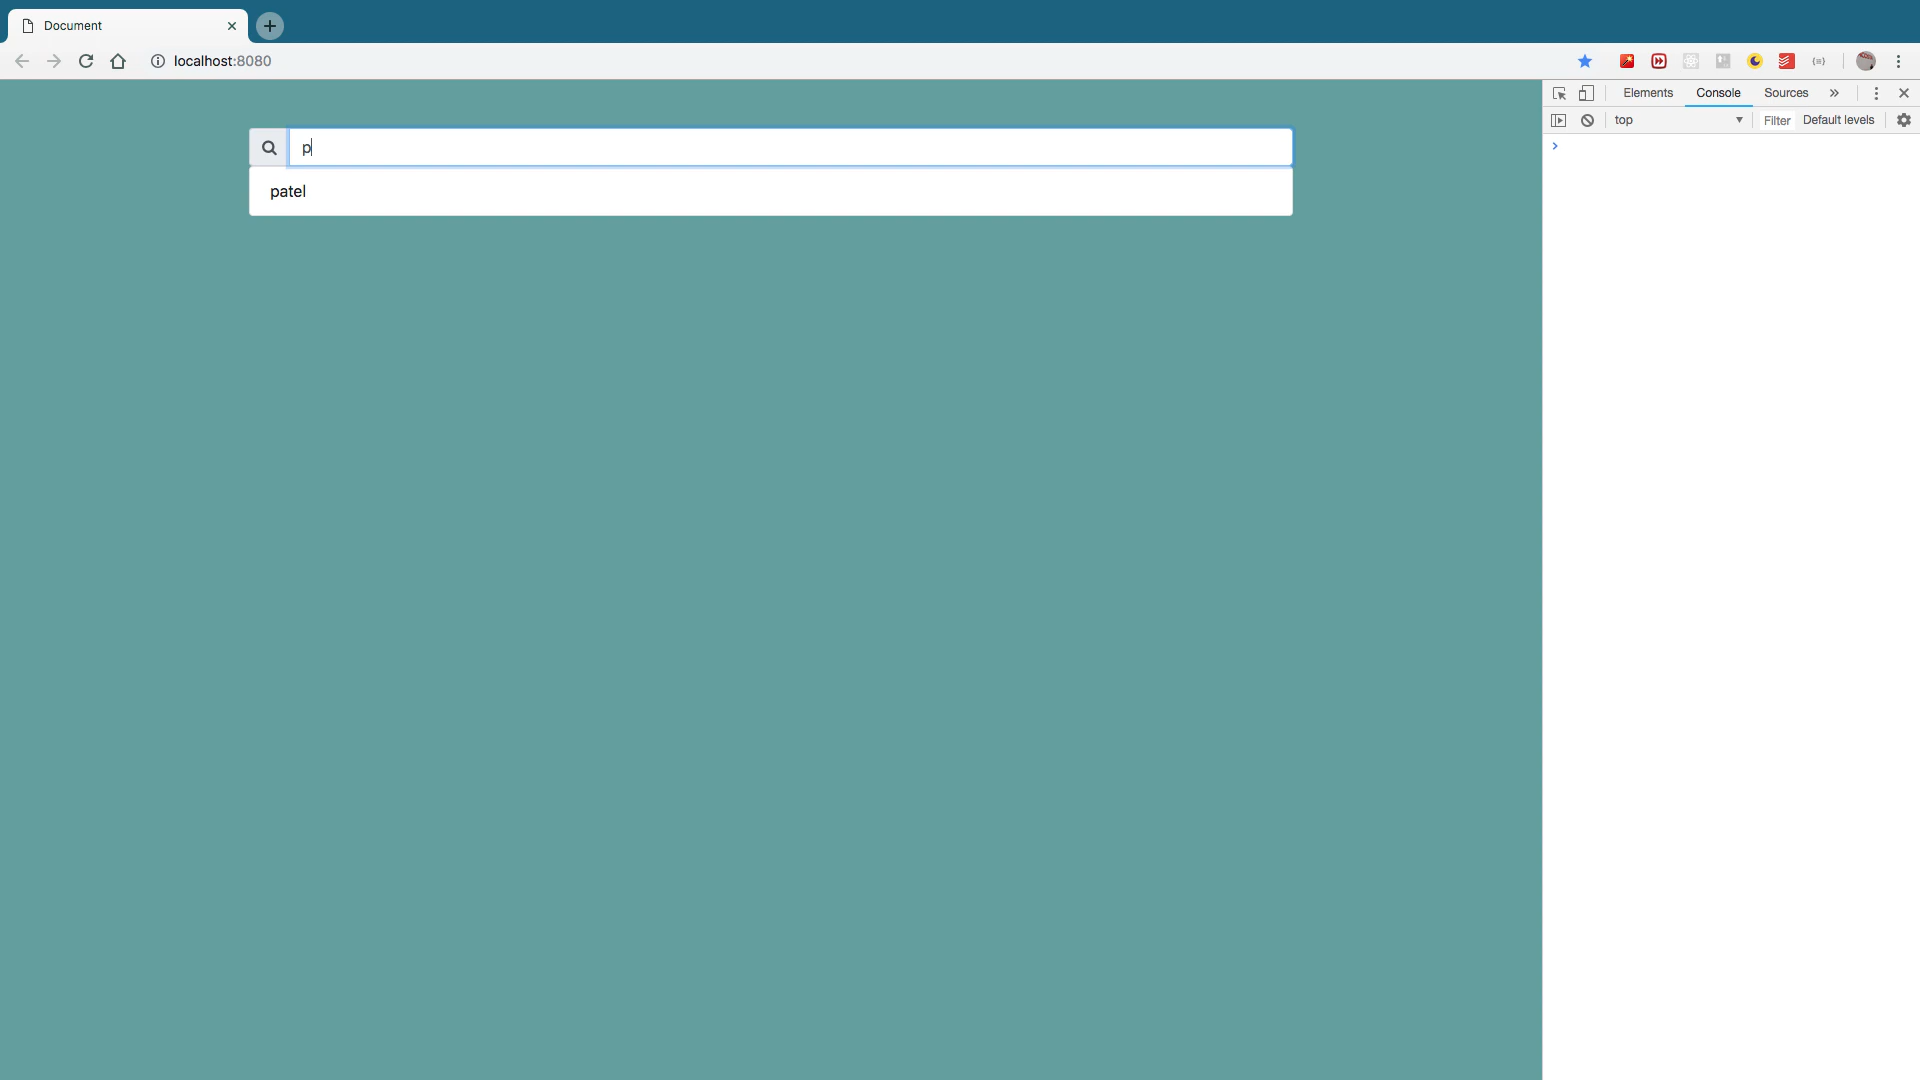 Document
localhost:8080
Elements Console Sources
top Filter Default levels
p
patel